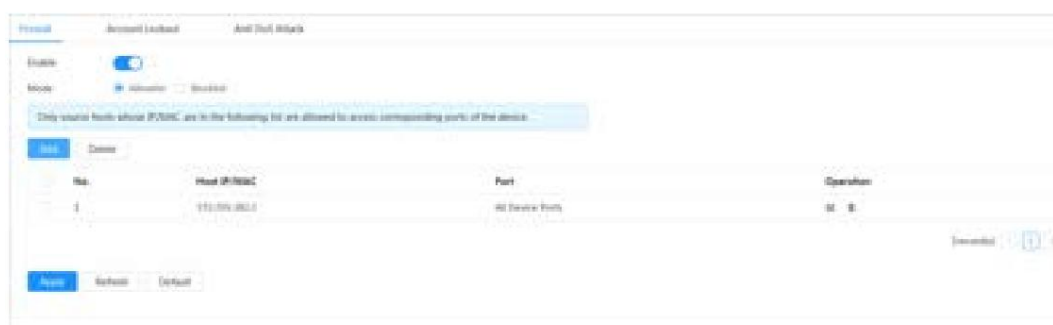 Firewall Account Lockout Anti-DoS Attack
Enable
Mode Allowlist Blocklist
Only source hosts whose IP/MAC are in the following list are allowed to access corresponding ports of the device.
Add Delete
No. Host IP/MAC Port Operation
1 All Device Ports
1
Apply Refresh Default